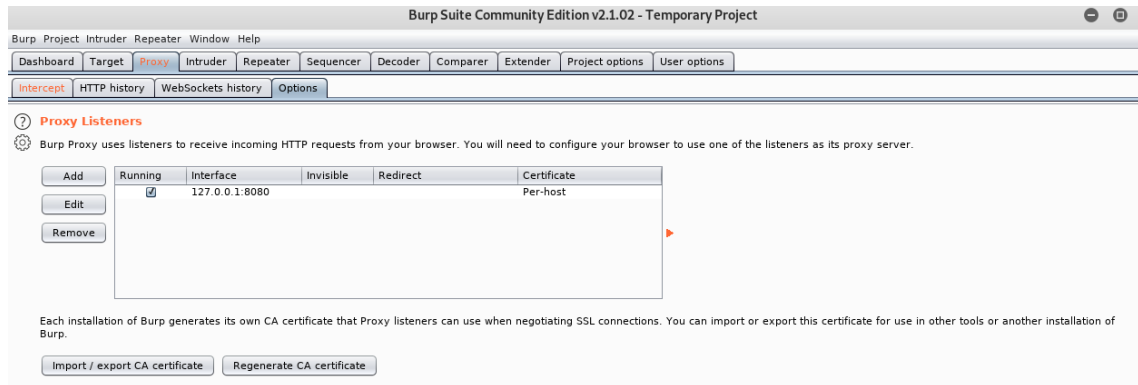 Burp Suite Community Edition v2.1.02 - Temporary Project
Burp Project Intruder Repeater Window Help
Dashboard Target Proxy Intruder Repeater Sequencer Decoder Comparer Extender Project options User options
Intercept HTTP history WebSockets history Options
? Proxy Listeners
Burp Proxy uses listeners to receive incoming HTTP requests from your browser. You will need to configure your browser to use one of the listeners as its proxy server.
Add Running Interface Invisible Redirect Certificate
127.0.0.1:8080 Per-host
Edit
Remove
Each installation of Burp generates its own CA certificate that Proxy listeners can use when negotiating SSL connections. You can import or export this certificate for use in other tools or another installation of
Burp.
Import / export CA certificate Regenerate CA certificate